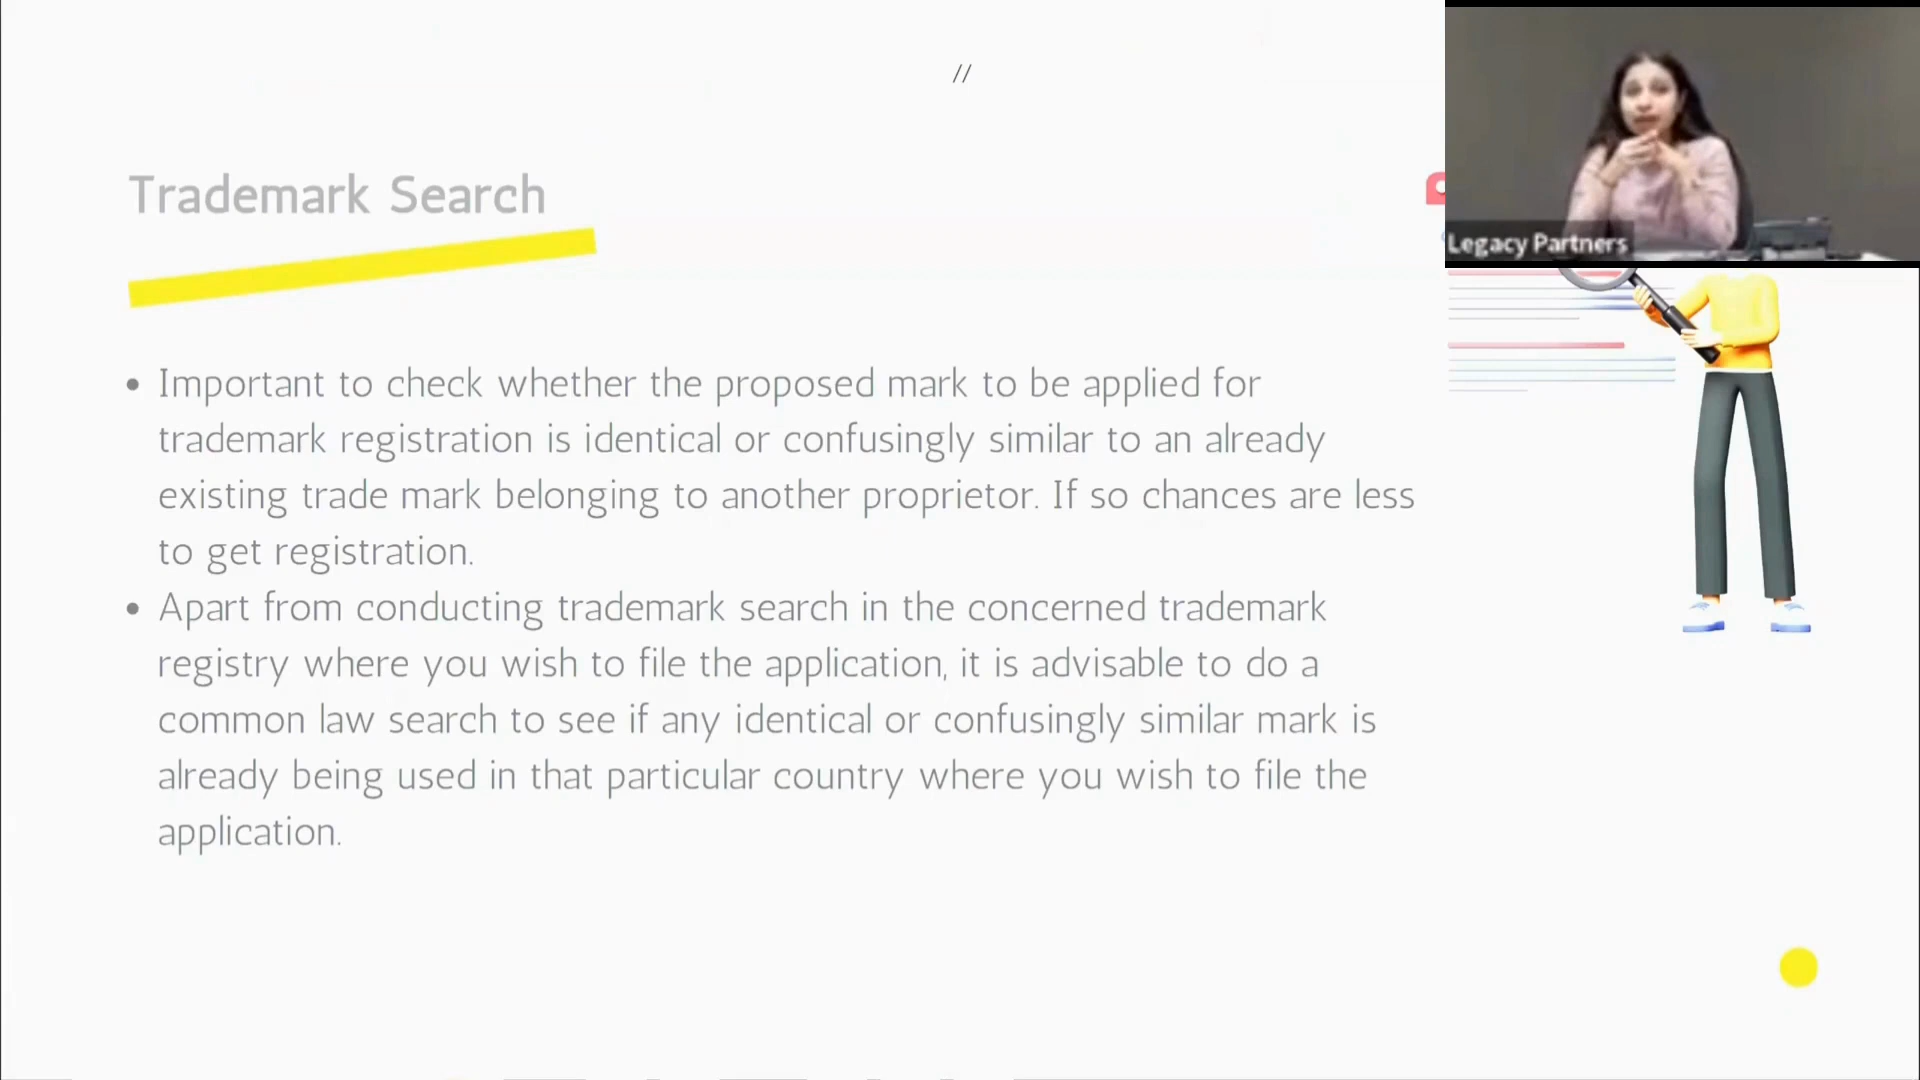 //
Trademark Search
Legacy Partners
• Important to check whether the proposed mark to be applied for
trademark registration is identical or confusingly similar to an already
existing trade mark belonging to another proprietor. If so chances are less
to get registration.
• Apart from conducting trademark search in the concerned trademark
registry where you wish to file the application, it is advisable to do a
common law search to see if any identical or confusingly similar mark is
already being used in that particular country where you wish to file the
application.